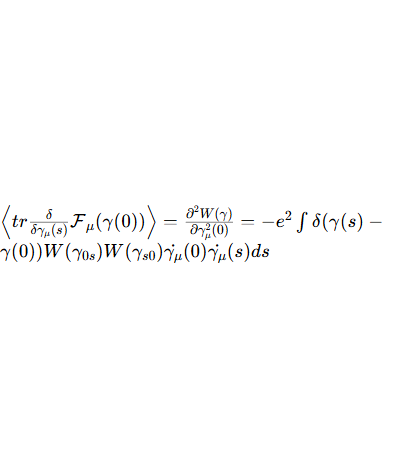 $\left\langle tr \frac{\delta}{\delta\gamma_\mu(s)} \mathcal{F}_\mu(\gamma(0)) \right\rangle = \frac{\partial^2 W(\gamma)}{\partial\gamma_\mu^2(0)} = -e^2 \int \delta(\gamma(s) -$
$\gamma(0))W(\gamma_{0s})W(\gamma_{s0})\dot{\gamma_\mu}(0)\dot{\gamma_\mu}(s)ds$